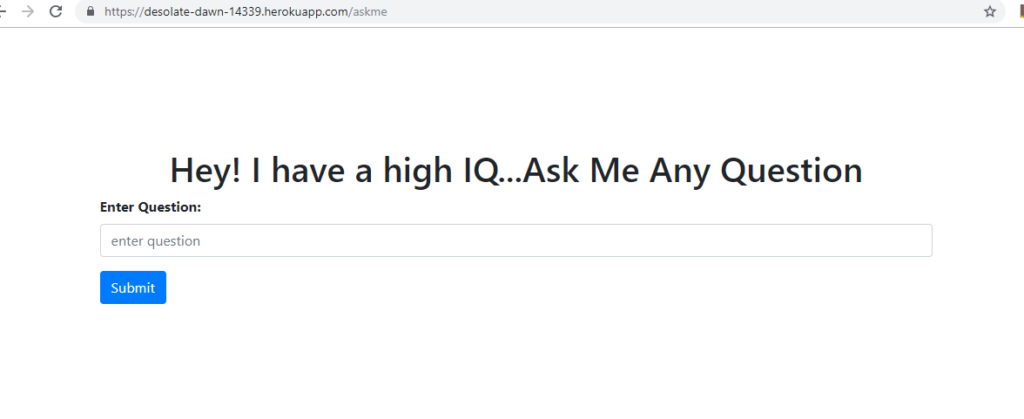 https://desolate-dawn-14339.herokuapp.com/askme
Hey! I have a high IQ...Ask Me Any Question
Enter Question:
enter question
Submit